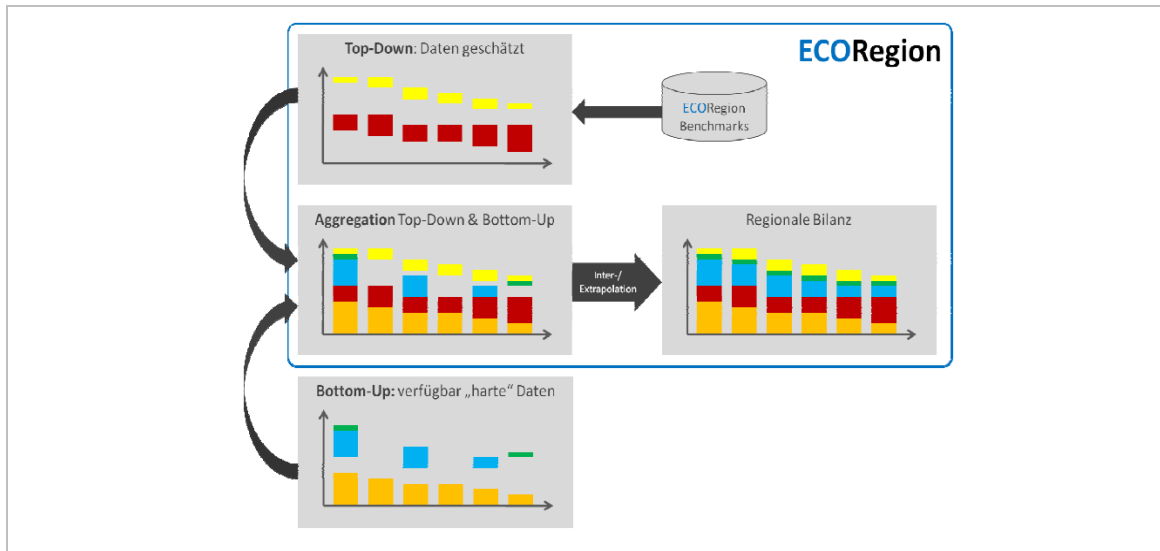 Top-Down: Daten geschätzt
ECORegion
ECORegion
Benchmarks
Aggregation Top-Down & Bottom-Up
Inter-/
Extrapolation
Regionale Bilanz
Bottom-Up: verfügbar „harte“ Daten